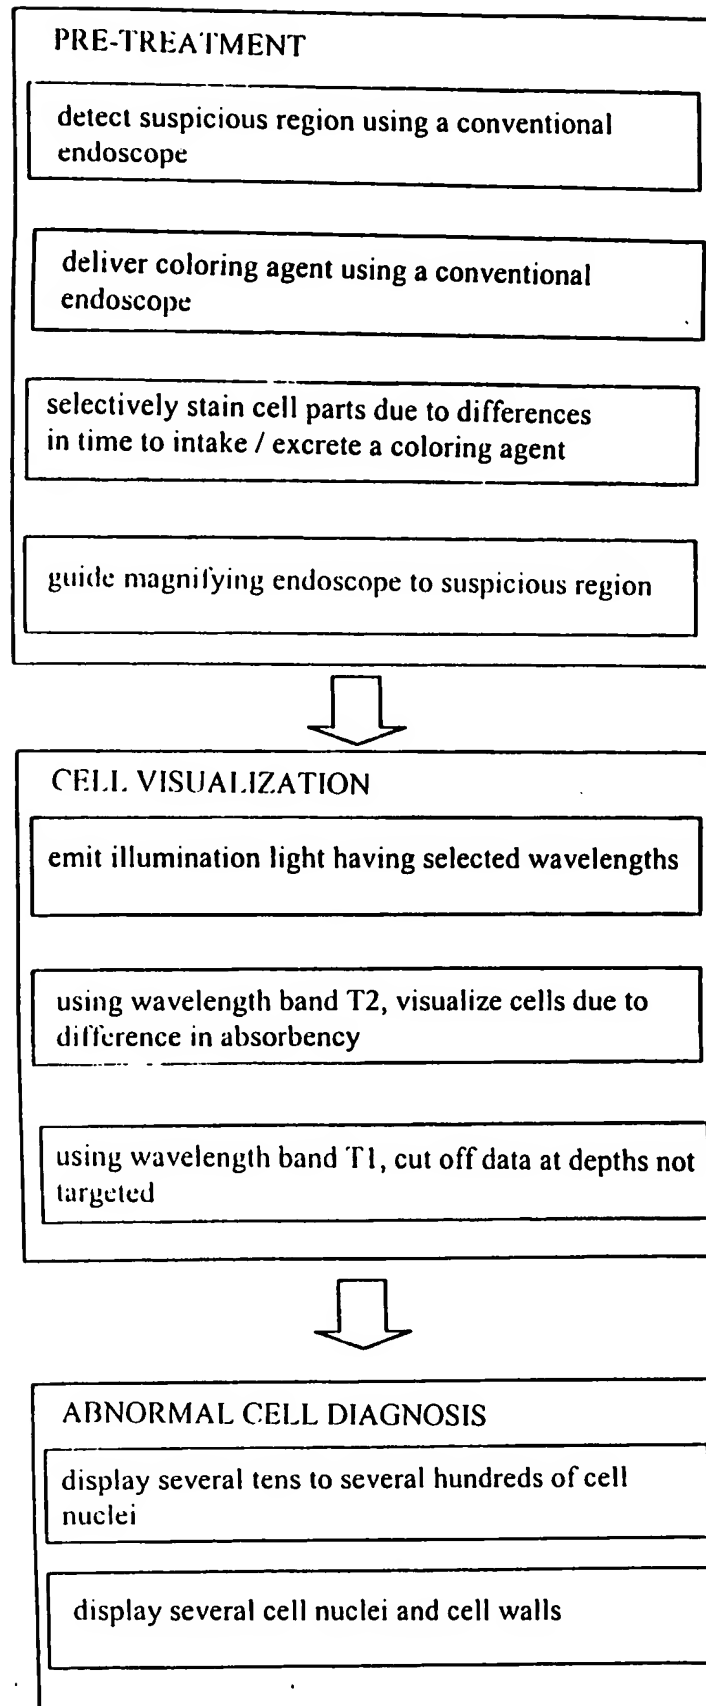 PRE-TREATMENT
detect suspicious region using a conventional
endoscope
deliver coloring agent using a conventional
endoscope
selectively stain cell parts due to differences
in time to intake / excrete a coloring agent
guide magnifying endoscope to suspicious region
CELL VISUALIZATION
emit illumination light having selected wavelengths
using wavelength band T2, visualize cells due to
difference in absorbency
using wavelength band T1, cut off data at depths not
targeted
ABNORMAL CELL DIAGNOSIS
display several tens to several hundreds of cell
nuclei
display several cell nuclei and cell walls